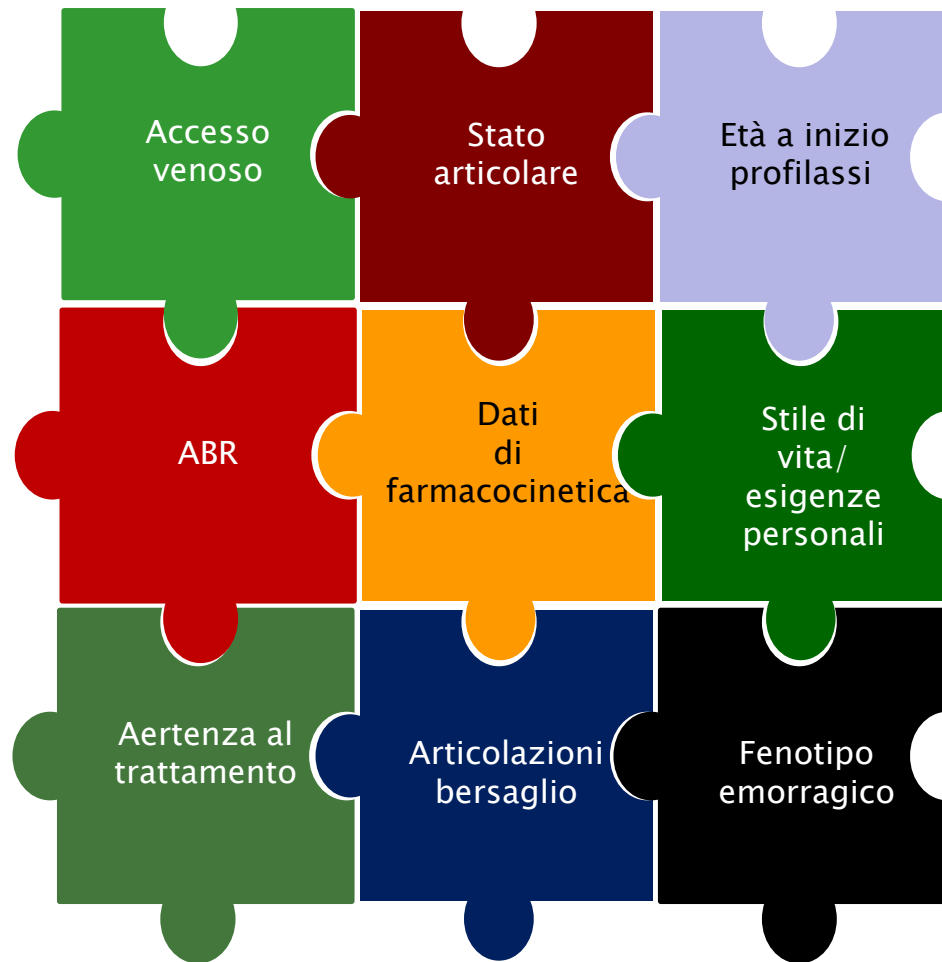 Accesso
venoso
Stato
articolare
Età a inizio
profilassi
ABR
Dati
di
farmacocinetica
Stile di
vita/
esigenze
personali
Aertenza al
trattamento
Articolazioni
bersaglio
Fenotipo
emorragico